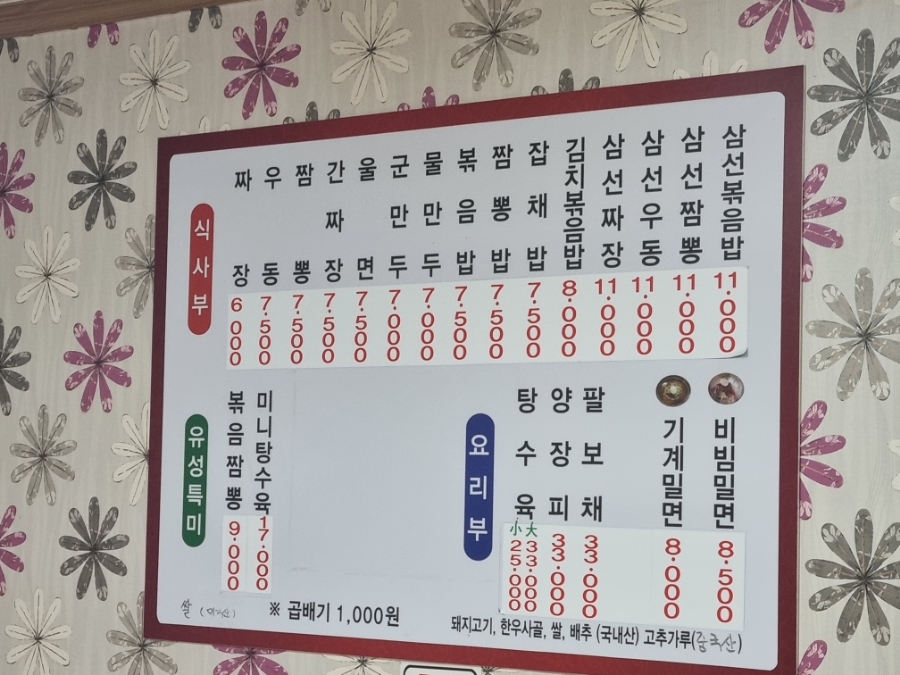 식사부
짜장 6000
우동 7.500
짬뽕 7.500
간짜장 7.500
울면 7.500
군만두 7.000
물만두 7.000
볶음밥 7.500
짬뽕밥 7.500
잡채밥 7.500
김치볶음밥 8.000
삼선짜장 11.000
삼선우동 11.000
삼선짬뽕 11.000
삼선볶음밥 11.000
유성특미
볶음짬뽕 9.000
미니탕수육 17.000
요리부
탕수육 小 25.000 大 33.000
양장피 33.000
팔보채 33.000
기계밀면 8.000
비빔밀면 8.500
쌀
※ 곱배기 1,000원
돼지고기, 한우사골, 쌀, 배추 (국내산) 고추가루(중국산)